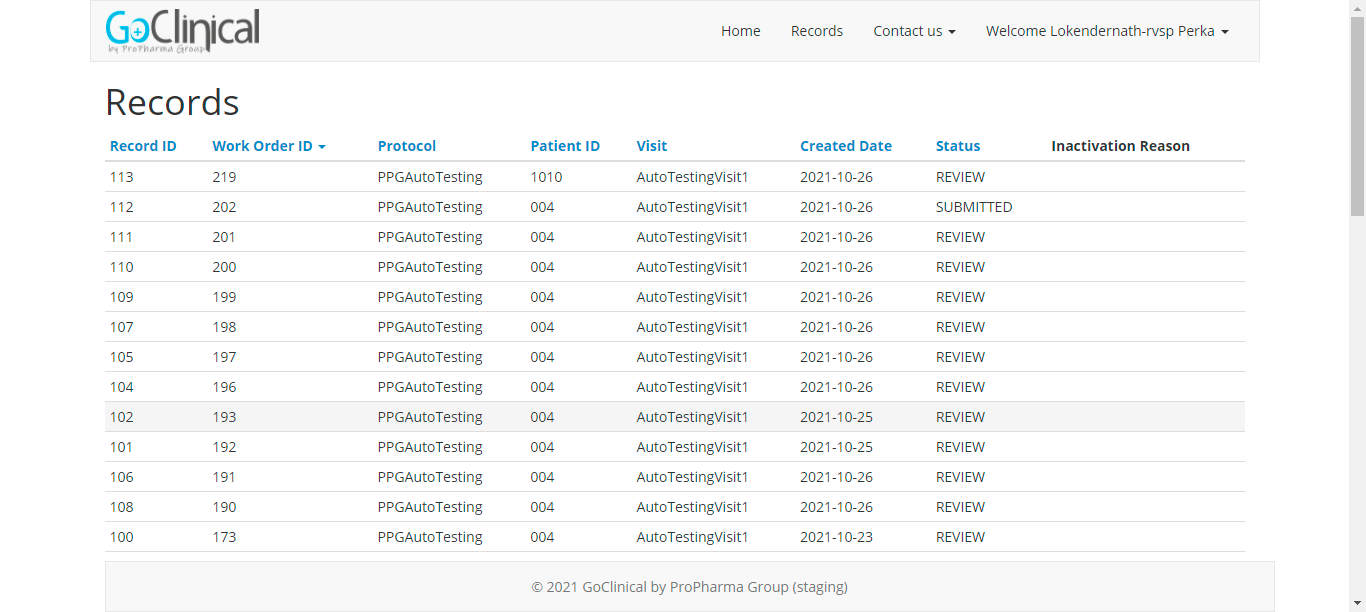 GoClinical
by ProPharma Group
Home Records Contact us Welcome Lokendernath-rvsp Perka
Records
Record ID Work Order ID Protocol Patient ID Visit Created Date Status Inactivation Reason
113 219 PPGAutoTesting 1010 AutoTestingVisit1 2021-10-26 REVIEW
112 202 PPGAutoTesting 004 AutoTestingVisit1 2021-10-26 SUBMITTED
111 201 PPGAutoTesting 004 AutoTestingVisit1 2021-10-26 REVIEW
110 200 PPGAutoTesting 004 AutoTestingVisit1 2021-10-26 REVIEW
109 199 PPGAutoTesting 004 AutoTestingVisit1 2021-10-26 REVIEW
107 198 PPGAutoTesting 004 AutoTestingVisit1 2021-10-26 REVIEW
105 197 PPGAutoTesting 004 AutoTestingVisit1 2021-10-26 REVIEW
104 196 PPGAutoTesting 004 AutoTestingVisit1 2021-10-26 REVIEW
102 193 PPGAutoTesting 004 AutoTestingVisit1 2021-10-25 REVIEW
101 192 PPGAutoTesting 004 AutoTestingVisit1 2021-10-25 REVIEW
106 191 PPGAutoTesting 004 AutoTestingVisit1 2021-10-26 REVIEW
108 190 PPGAutoTesting 004 AutoTestingVisit1 2021-10-26 REVIEW
100 173 PPGAutoTesting 004 AutoTestingVisit1 2021-10-23 REVIEW
© 2021 GoClinical by ProPharma Group (staging)